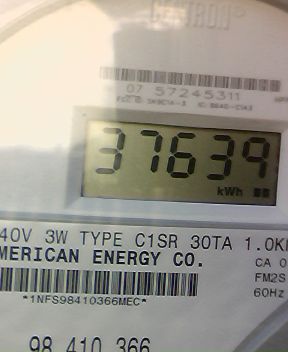 CENTRON®
07 57245311
37639
kWh
40V 3W TYPE C1SR 30TA 1.0K
MERICAN ENERGY CO.
CA 0
FM2S
60Hz
*1NFS98410366MEC*
98 410 366